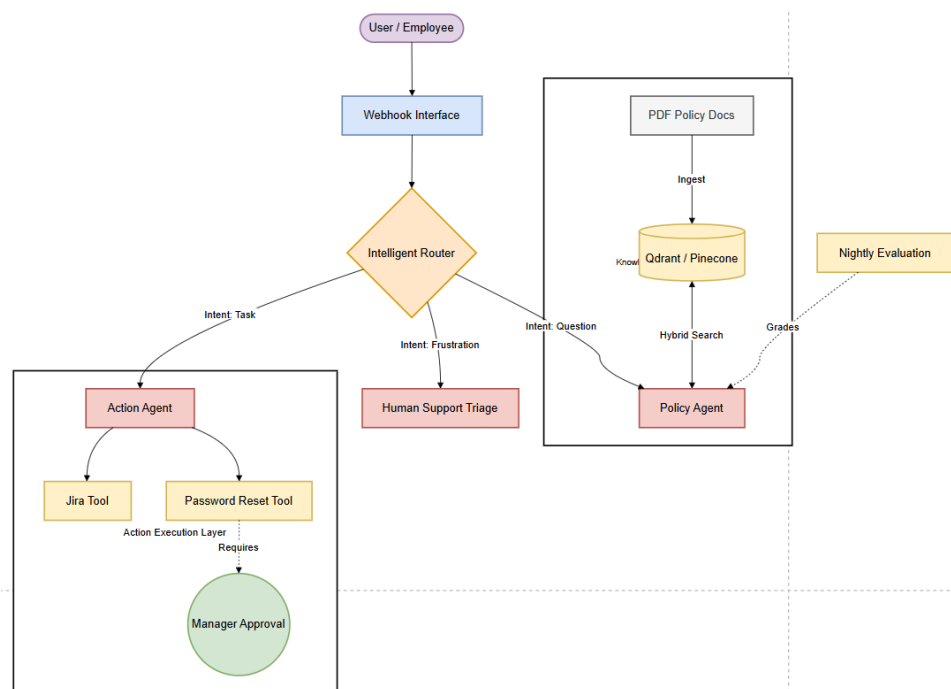 User / Employee
Webhook Interface
PDF Policy Docs
Ingest
Intelligent Router
Qdrant / Pinecone
Nightly Evaluation
Intent: Task
Intent: Question
Grades
Hybrid Search
Intent: Frustration
Action Agent
Human Support Triage
Policy Agent
Jira Tool
Password Reset Tool
Action Execution Layer
Requires
Manager Approval